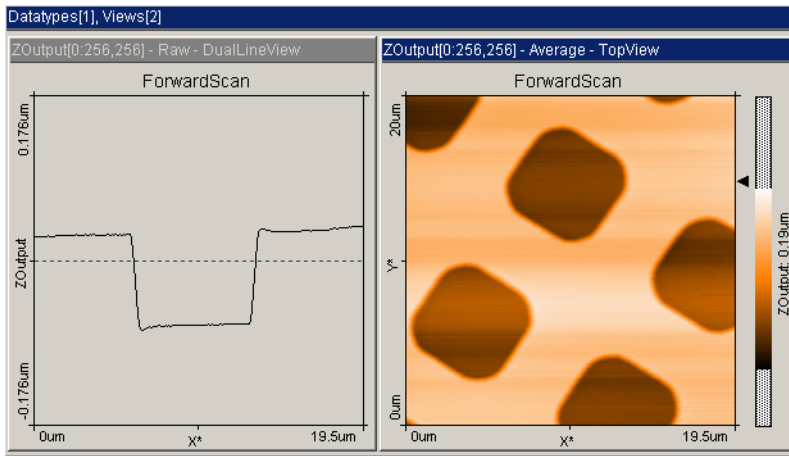 Datatypes[1], Views[2]
ZOutput[0:256,256] - Raw - DualLineView
ForwardScan
0.176um
ZOutput
-0.176um
0um
X*
19.5um
ZOutput[0:256,256] - Average - TopView
ForwardScan
20um
Y*
0um
0um
X*
19.5um
ZOutput: 0.19um